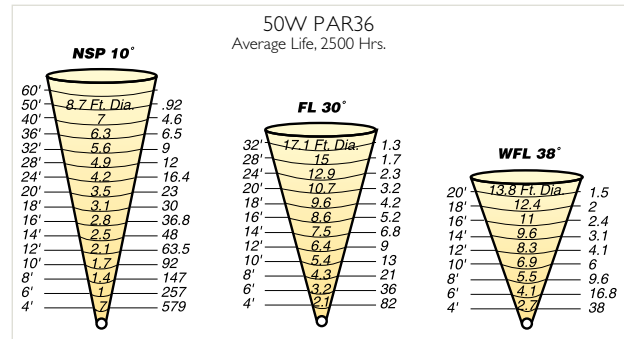 50W PAR36
Average Life, 2500 Hrs.
NSP 10˚
60'
50' 8.7 Ft. Dia. .92
40' 7 4.6
36' 6.3 6.5
32' 5.6 9
28' 4.9 12
24' 4.2 16.4
20' 3.5 23
18' 3.1 30
16' 2.8 36.8
14' 2.5 48
12' 2.1 63.5
10' 1.7 92
8' 1.4 147
6' 1 257
4' .7 579
FL 30˚
32' 17.1 Ft. Dia. 1.3
28' 15 1.7
24' 12.9 2.3
20' 10.7 3.2
18' 9.6 4.2
16' 8.6 5.2
14' 7.5 6.8
12' 6.4 9
10' 5.4 13
8' 4.3 21
6' 3.2 36
4' 2.1 82
WFL 38˚
20' 13.8 Ft. Dia. 1.5
18' 12.4 2
16' 11 2.4
14' 9.6 3.1
12' 8.3 4.1
10' 6.9 6
8' 5.5 9.6
6' 4.1 16.8
4' 2.7 38